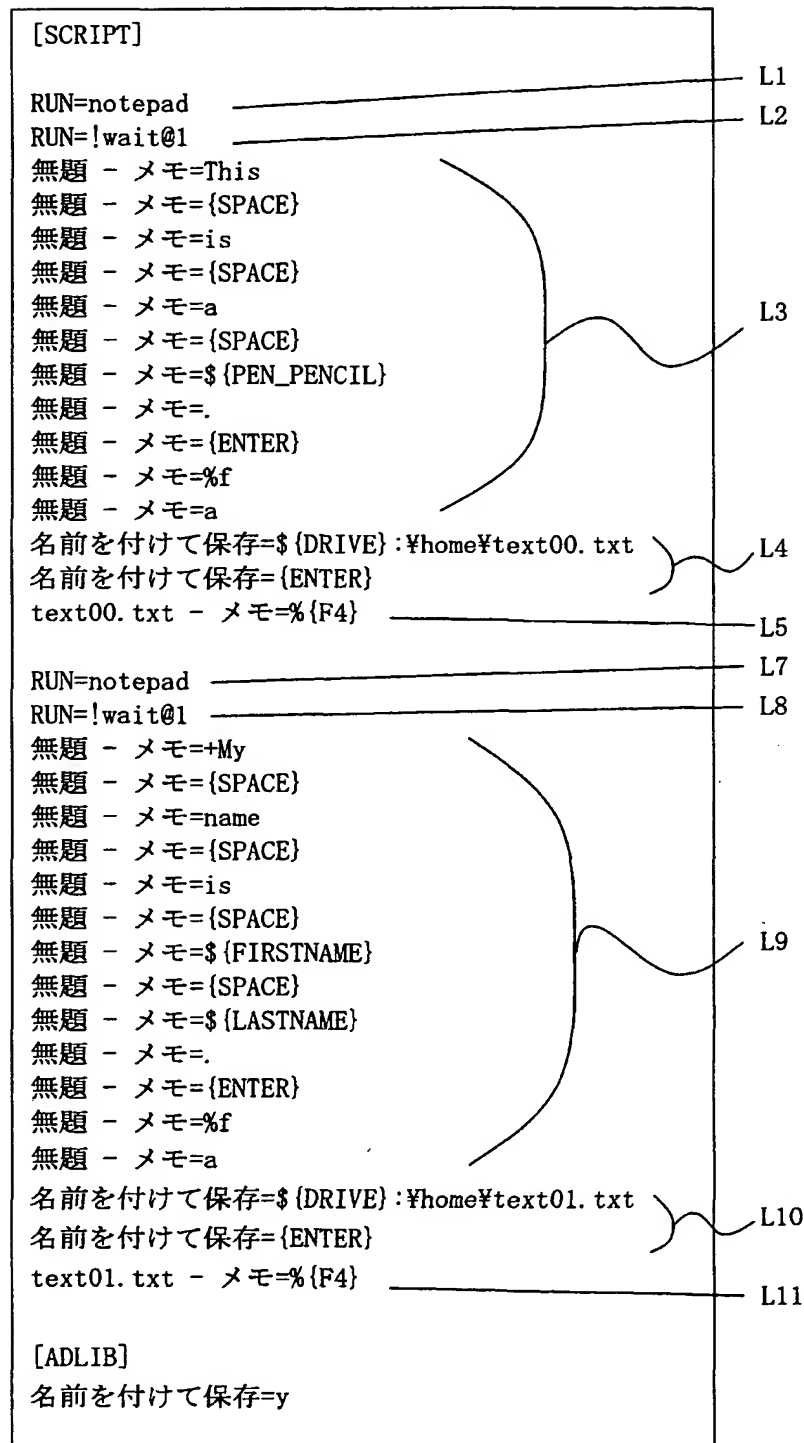 [SCRIPT]
RUN=notepad L1
RUN=!wait@1 L2
無題 - メモ=This
無題 - メモ={SPACE}
無題 - メモ=is
無題 - メモ={SPACE}
無題 - メモ=a
無題 - メモ={SPACE} L3
無題 - メモ=${PEN_PENCIL}
無題 - メモ=.
無題 - メモ={ENTER}
無題 - メモ=%f
無題 - メモ=a
名前を付けて保存=${DRIVE}:¥home¥text00.txt L4
名前を付けて保存={ENTER}
text00.txt - メモ=%{F4} L5
RUN=notepad L7
RUN=!wait@1 L8
無題 - メモ=+My
無題 - メモ={SPACE}
無題 - メモ=name
無題 - メモ={SPACE}
無題 - メモ=is
無題 - メモ={SPACE}
無題 - メモ=${FIRSTNAME} L9
無題 - メモ={SPACE}
無題 - メモ=${LASTNAME}
無題 - メモ=.
無題 - メモ={ENTER}
無題 - メモ=%f
無題 - メモ=a
名前を付けて保存=${DRIVE}:¥home¥text01.txt L10
名前を付けて保存={ENTER}
text01.txt - メモ=%{F4} L11
[ADLIB]
名前を付けて保存=y